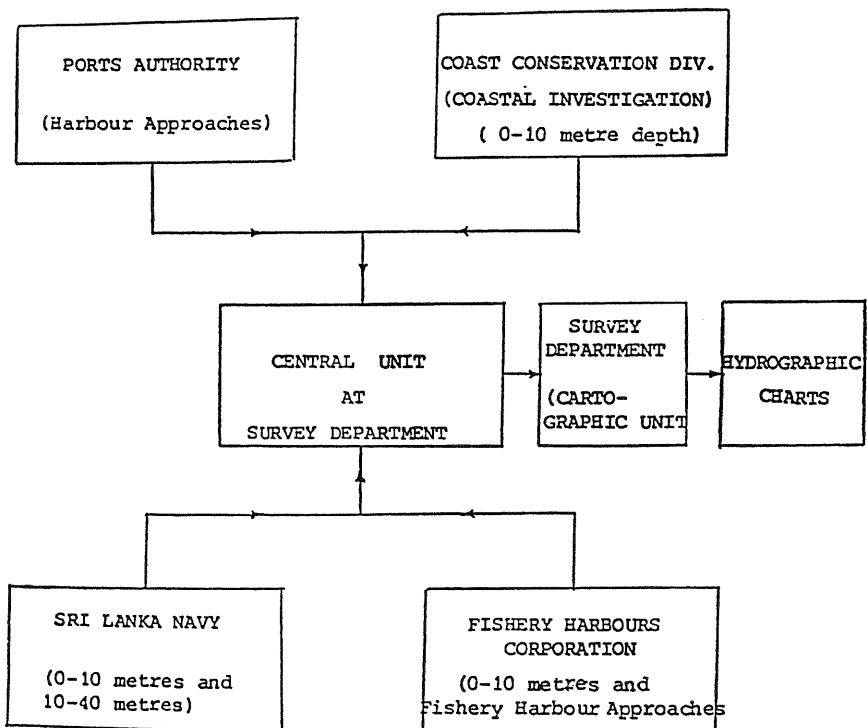 PORTS AUTHORITY
(Harbour Approaches)
COAST CONSERVATION DIV.
(COASTAL INVESTIGATION)
( 0-10 metre depth)
CENTRAL UNIT
AT
SURVEY DEPARTMENT
SURVEY
DEPARTMENT
(CARTO-
GRAPHIC UNIT
HYDROGRAPHIC
CHARTS
SRI LANKA NAVY
(0-10 metres and
10-40 metres)
FISHERY HARBOURS
CORPORATION
(0-10 metres and
Fishery Harbour Approaches